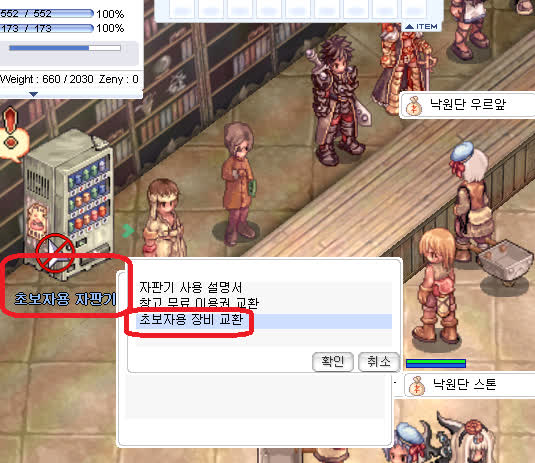 552 / 552 100%
173 / 173 100%
Weight : 660 / 2030 Zeny : 0
ITEM
낙원단 우르앞
초보자용 자판기
자판기 사용 설명서
창고 무료 이용권 교환
초보자용 장비 교환
확인 취소
낙원단 스톤